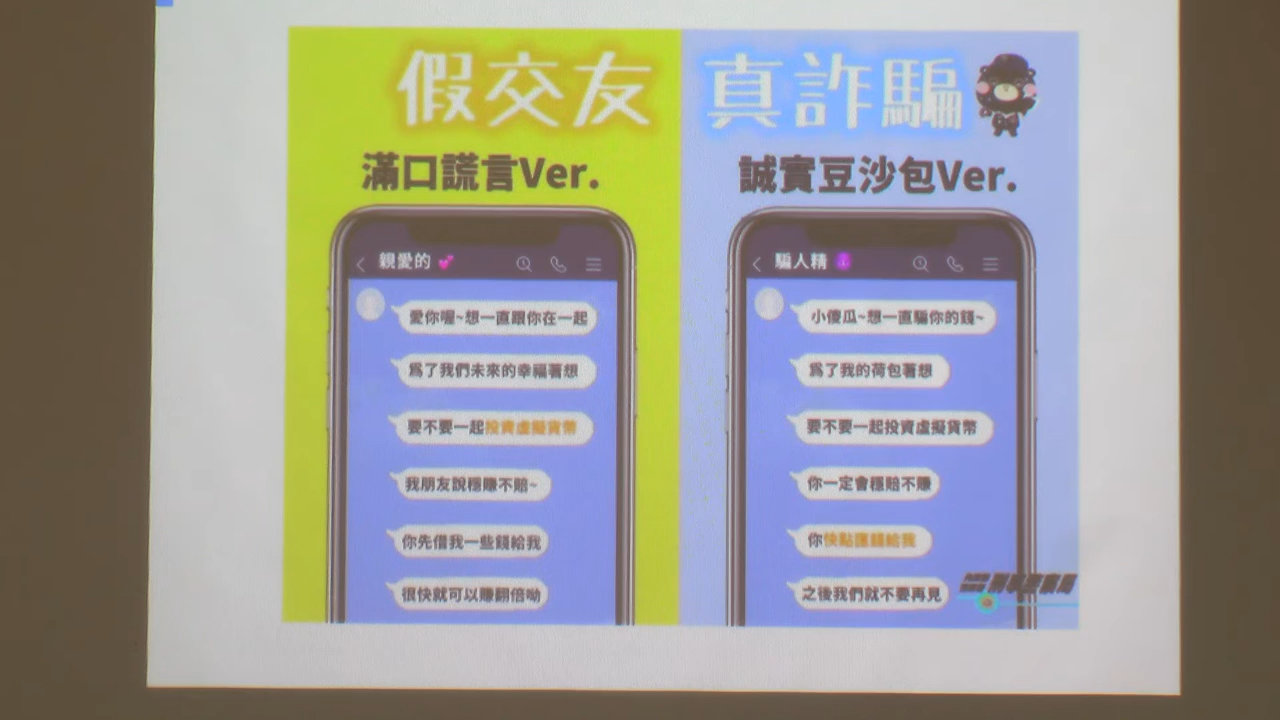 假交友
滿口謊言Ver.
親愛的
愛你喔~想一直跟你在一起
為了我們未來的幸福著想
要不要一起投資虛擬貨幣
我朋友說穩賺不賠~
你先借我一些錢給我
很快就可以賺翻倍呦
真詐騙
誠實豆沙包Ver.
騙人精
小傻瓜~想一直騙你的錢~
為了我的荷包著想
要不要一起投資虛擬貨幣
你一定會穩賠不賺
你快點匯錢給我
之後我們就不要再見
刑事警察局